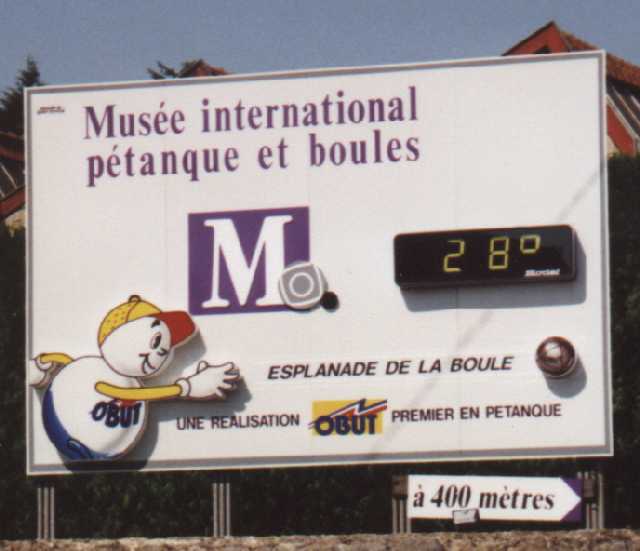 Musée international
pétanque et boules
M
28°
OBUT
ESPLANADE DE LA BOULE
UNE REALISATION OBUT PREMIER EN PETANQUE
à 400 mètres